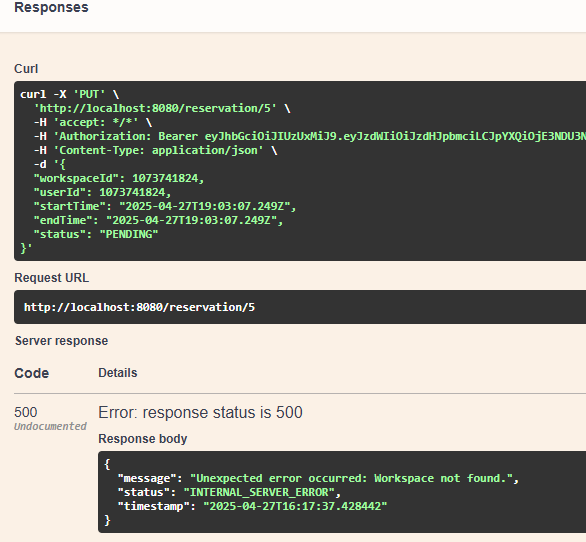 Responses
Curl
curl -X 'PUT' \
'http://localhost:8080/reservation/5' \
-H 'accept: */*' \
-H 'Authorization: Bearer eyJhbGciOiJIUzUxMiJ9.eyJzdWIiOiJzdHJpbmciLCJpYXQiOjE3NDU3N
-H 'Content-Type: application/json' \
-d '{
"workspaceId": 1073741824,
"userId": 1073741824,
"startTime": "2025-04-27T19:03:07.249Z",
"endTime": "2025-04-27T19:03:07.249Z",
"status": "PENDING"
}'
Request URL
http://localhost:8080/reservation/5
Server response
Code Details
500 Error: response status is 500
Undocumented
Response body
{
"message": "Unexpected error occurred: Workspace not found.",
"status": "INTERNAL_SERVER_ERROR",
"timestamp": "2025-04-27T16:17:37.428442"
}